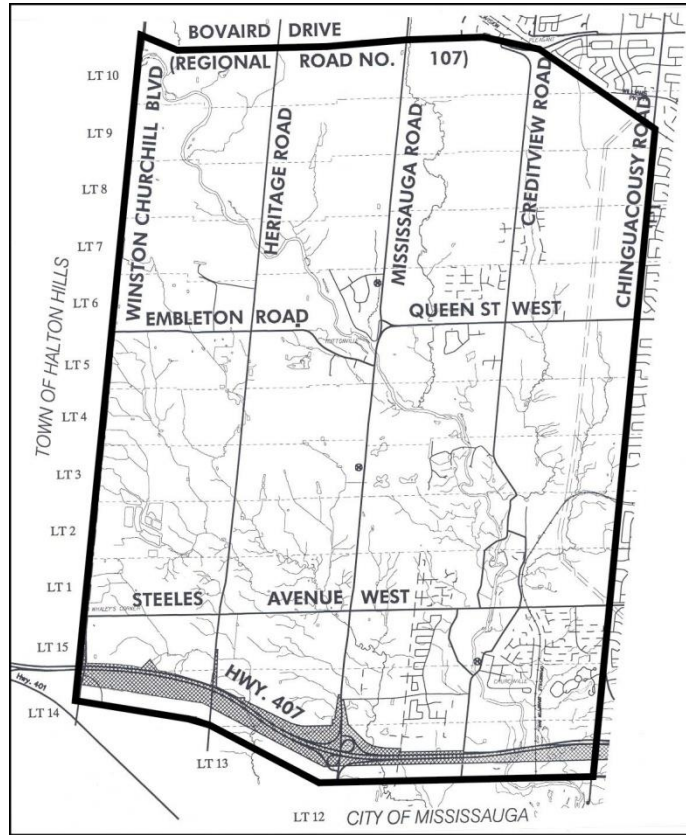 BOVAIRD DRIVE
(REGIONAL ROAD NO. 107)
LT 10
LT 9
LT 8
LT 7
LT 6
LT 5
LT 4
LT 3
LT 2
LT 1
LT 15
LT 14
LT 13
LT 12
TOWN OF HALTON HILLS
WINSTON CHURCHILL BLVD
HERITAGE ROAD
MISSISSAUGA ROAD
CREDITVIEW ROAD
CHINGUACOUSY ROAD
EMBLETON ROAD
QUEEN ST WEST
STEELES AVENUE WEST
WHALEY'S CORNER
CHURCHVILLE
HWY. 407
Hwy. 401
CITY OF MISSISSAUGA